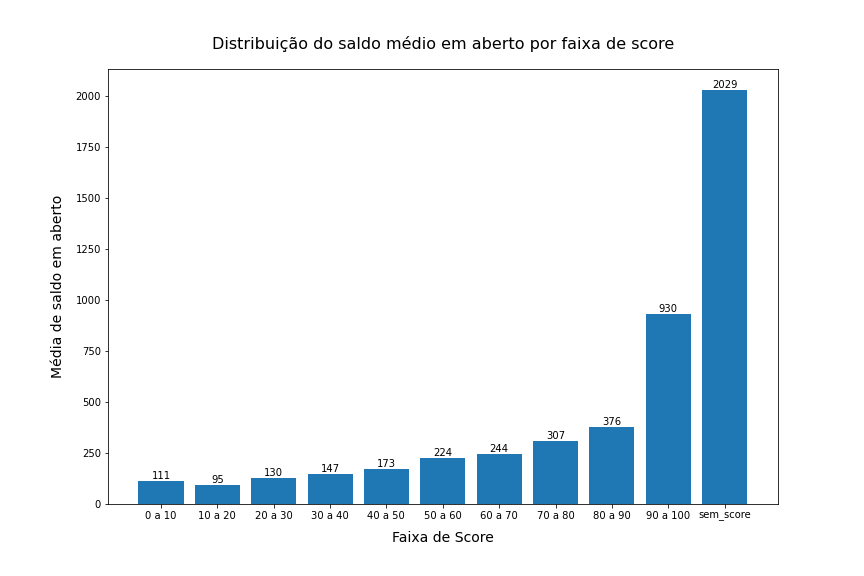 Distribuição do saldo médio em aberto por faixa de score
Média de saldo em aberto
2000
1750
1500
1250
1000
750
500
250
0
111
95
130
147
173
224
244
307
376
930
2029
0 a 10
10 a 20
20 a 30
30 a 40
40 a 50
50 a 60
60 a 70
70 a 80
80 a 90
90 a 100
sem_score
Faixa de Score